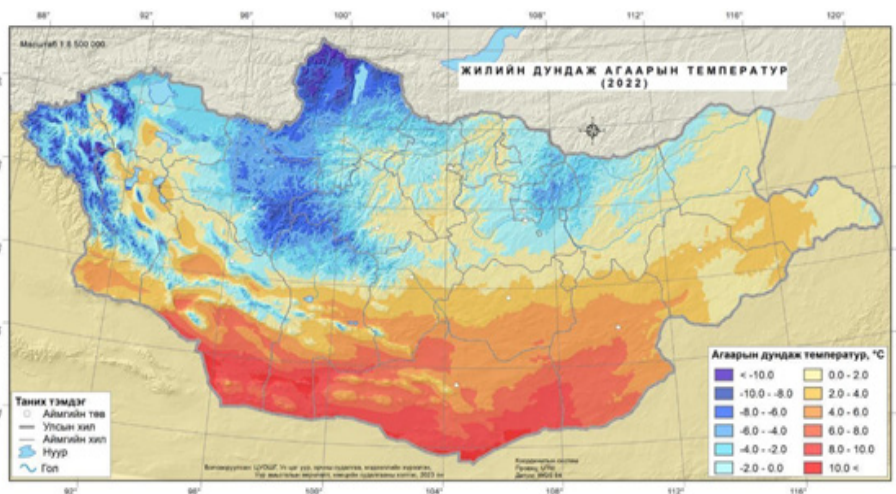 88° 92° 96° 100° 104° 108° 112° 116° 120°
Масштаб 1:8 500 000
ЖИЛИЙН ДУНДАЖ АГААРЫН ТЕМПЕРАТУР
(2022)
Агаарын дундаж температур, °C
< -10.0 0.0 - 2.0
-10.0 - -8.0 2.0 - 4.0
-8.0 - -6.0 4.0 - 6.0
-6.0 - -4.0 6.0 - 8.0
-4.0 - -2.0 8.0 - 10.0
-2.0 - 0.0 10.0 <
Таних тэмдэг
Аймгийн төв
Улсын хил
Аймгийн хил
Нуур
Гол
92° 96° 100° 104° 108° 112° 116°